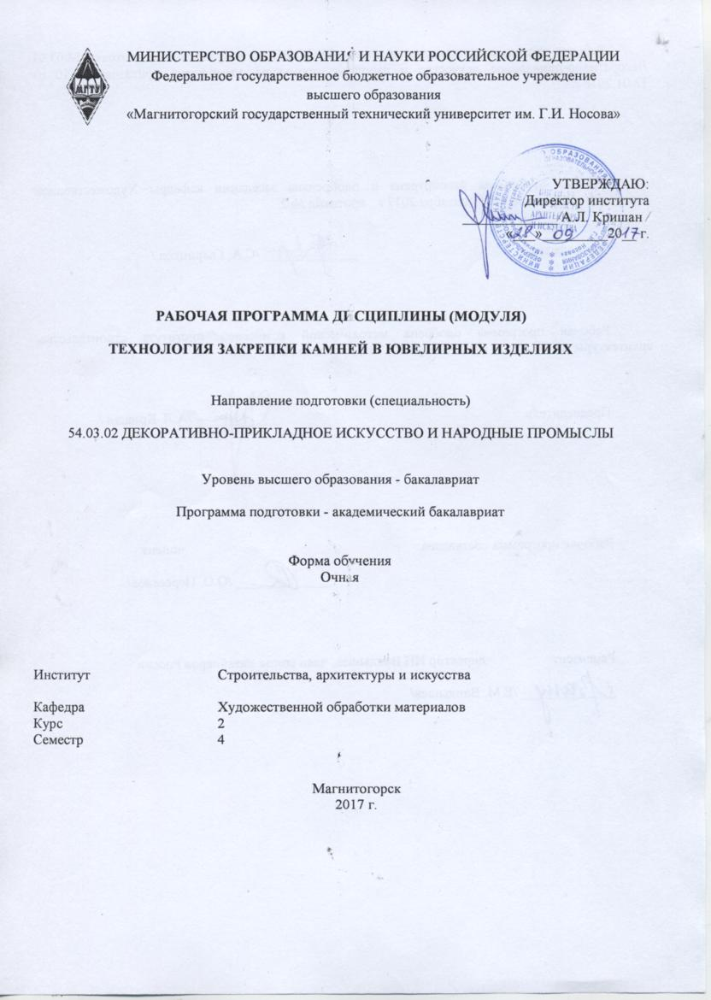 МИНИСТЕРСТВО ОБРАЗОВАНИЯ И НАУКИ РОССИЙСКОЙ ФЕДЕРАЦИИ
Федеральное государственное бюджетное образовательное учреждение
высшего образования
«Магнитогорский государственный технический университет им. Г.И. Носова»
МГТУ
УТВЕРЖДАЮ:
Директор института
А.Л. Кришан /
«28» 09 2017 г.
РАБОЧАЯ ПРОГРАММА ДИСЦИПЛИНЫ (МОДУЛЯ)
ТЕХНОЛОГИЯ ЗАКРЕПКИ КАМНЕЙ В ЮВЕЛИРНЫХ ИЗДЕЛИЯХ
Направление подготовки (специальность)
54.03.02 ДЕКОРАТИВНО-ПРИКЛАДНОЕ ИСКУССТВО И НАРОДНЫЕ ПРОМЫСЛЫ
Уровень высшего образования - бакалавриат
Программа подготовки - академический бакалавриат
Форма обучения
Очная
Институт Строительства, архитектуры и искусства
Кафедра Художественной обработки материалов
Курс 2
Семестр 4
Магнитогорск
2017 г.